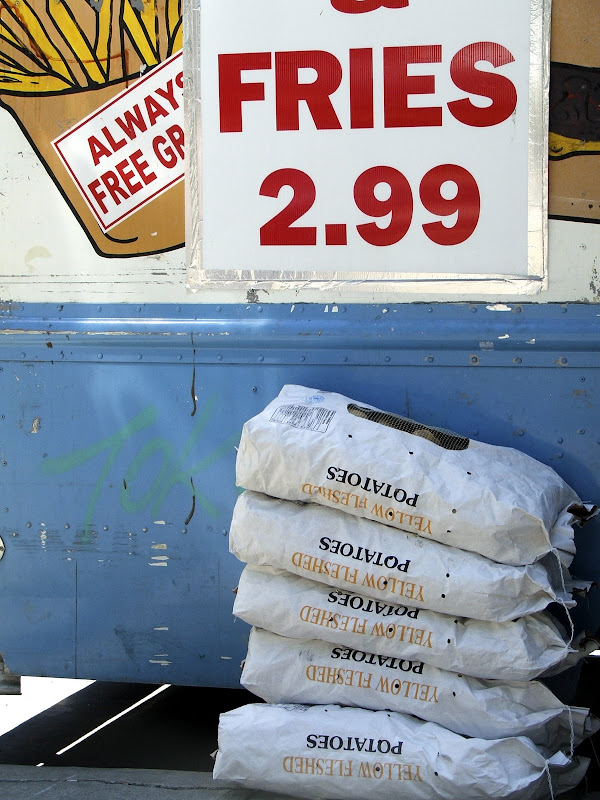 &
FRIES
2.99
ALWAYS
FREE GR
TOK
POTATOES
YELLOW FLESHED
POTATOES
YELLOW FLESHED
POTATOES
YELLOW FLESHED
POTATOES
YELLOW FLESHED
POTATOES
YELLOW FLESHED